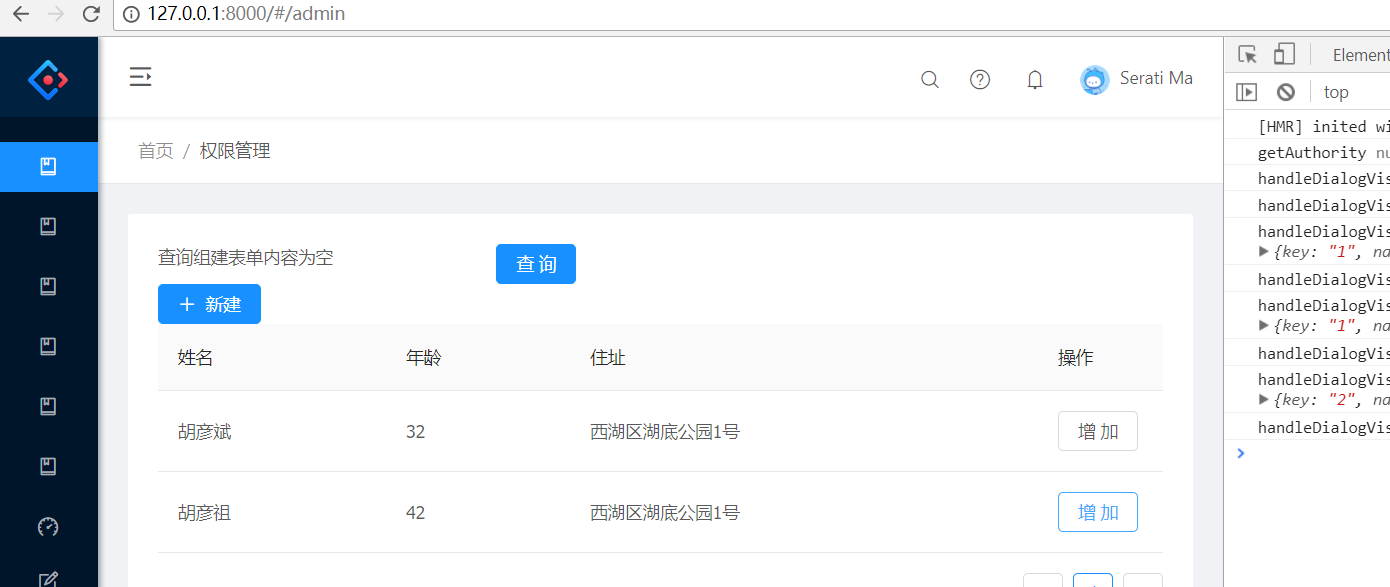 127.0.0.1:8000/#/admin
Serati Ma
首页 / 权限管理
查询组建表单内容为空
查 询
+ 新建
姓名 年龄 住址 操作
胡彦斌 32 西湖区湖底公园1号 增 加
胡彦祖 42 西湖区湖底公园1号 增 加
Element
top
[HMR] inited wi
getAuthority nu
handleDialogVis
handleDialogVis
handleDialogVis
{key: "1", na
handleDialogVis
handleDialogVis
{key: "1", na
handleDialogVis
handleDialogVis
{key: "2", na
handleDialogVis